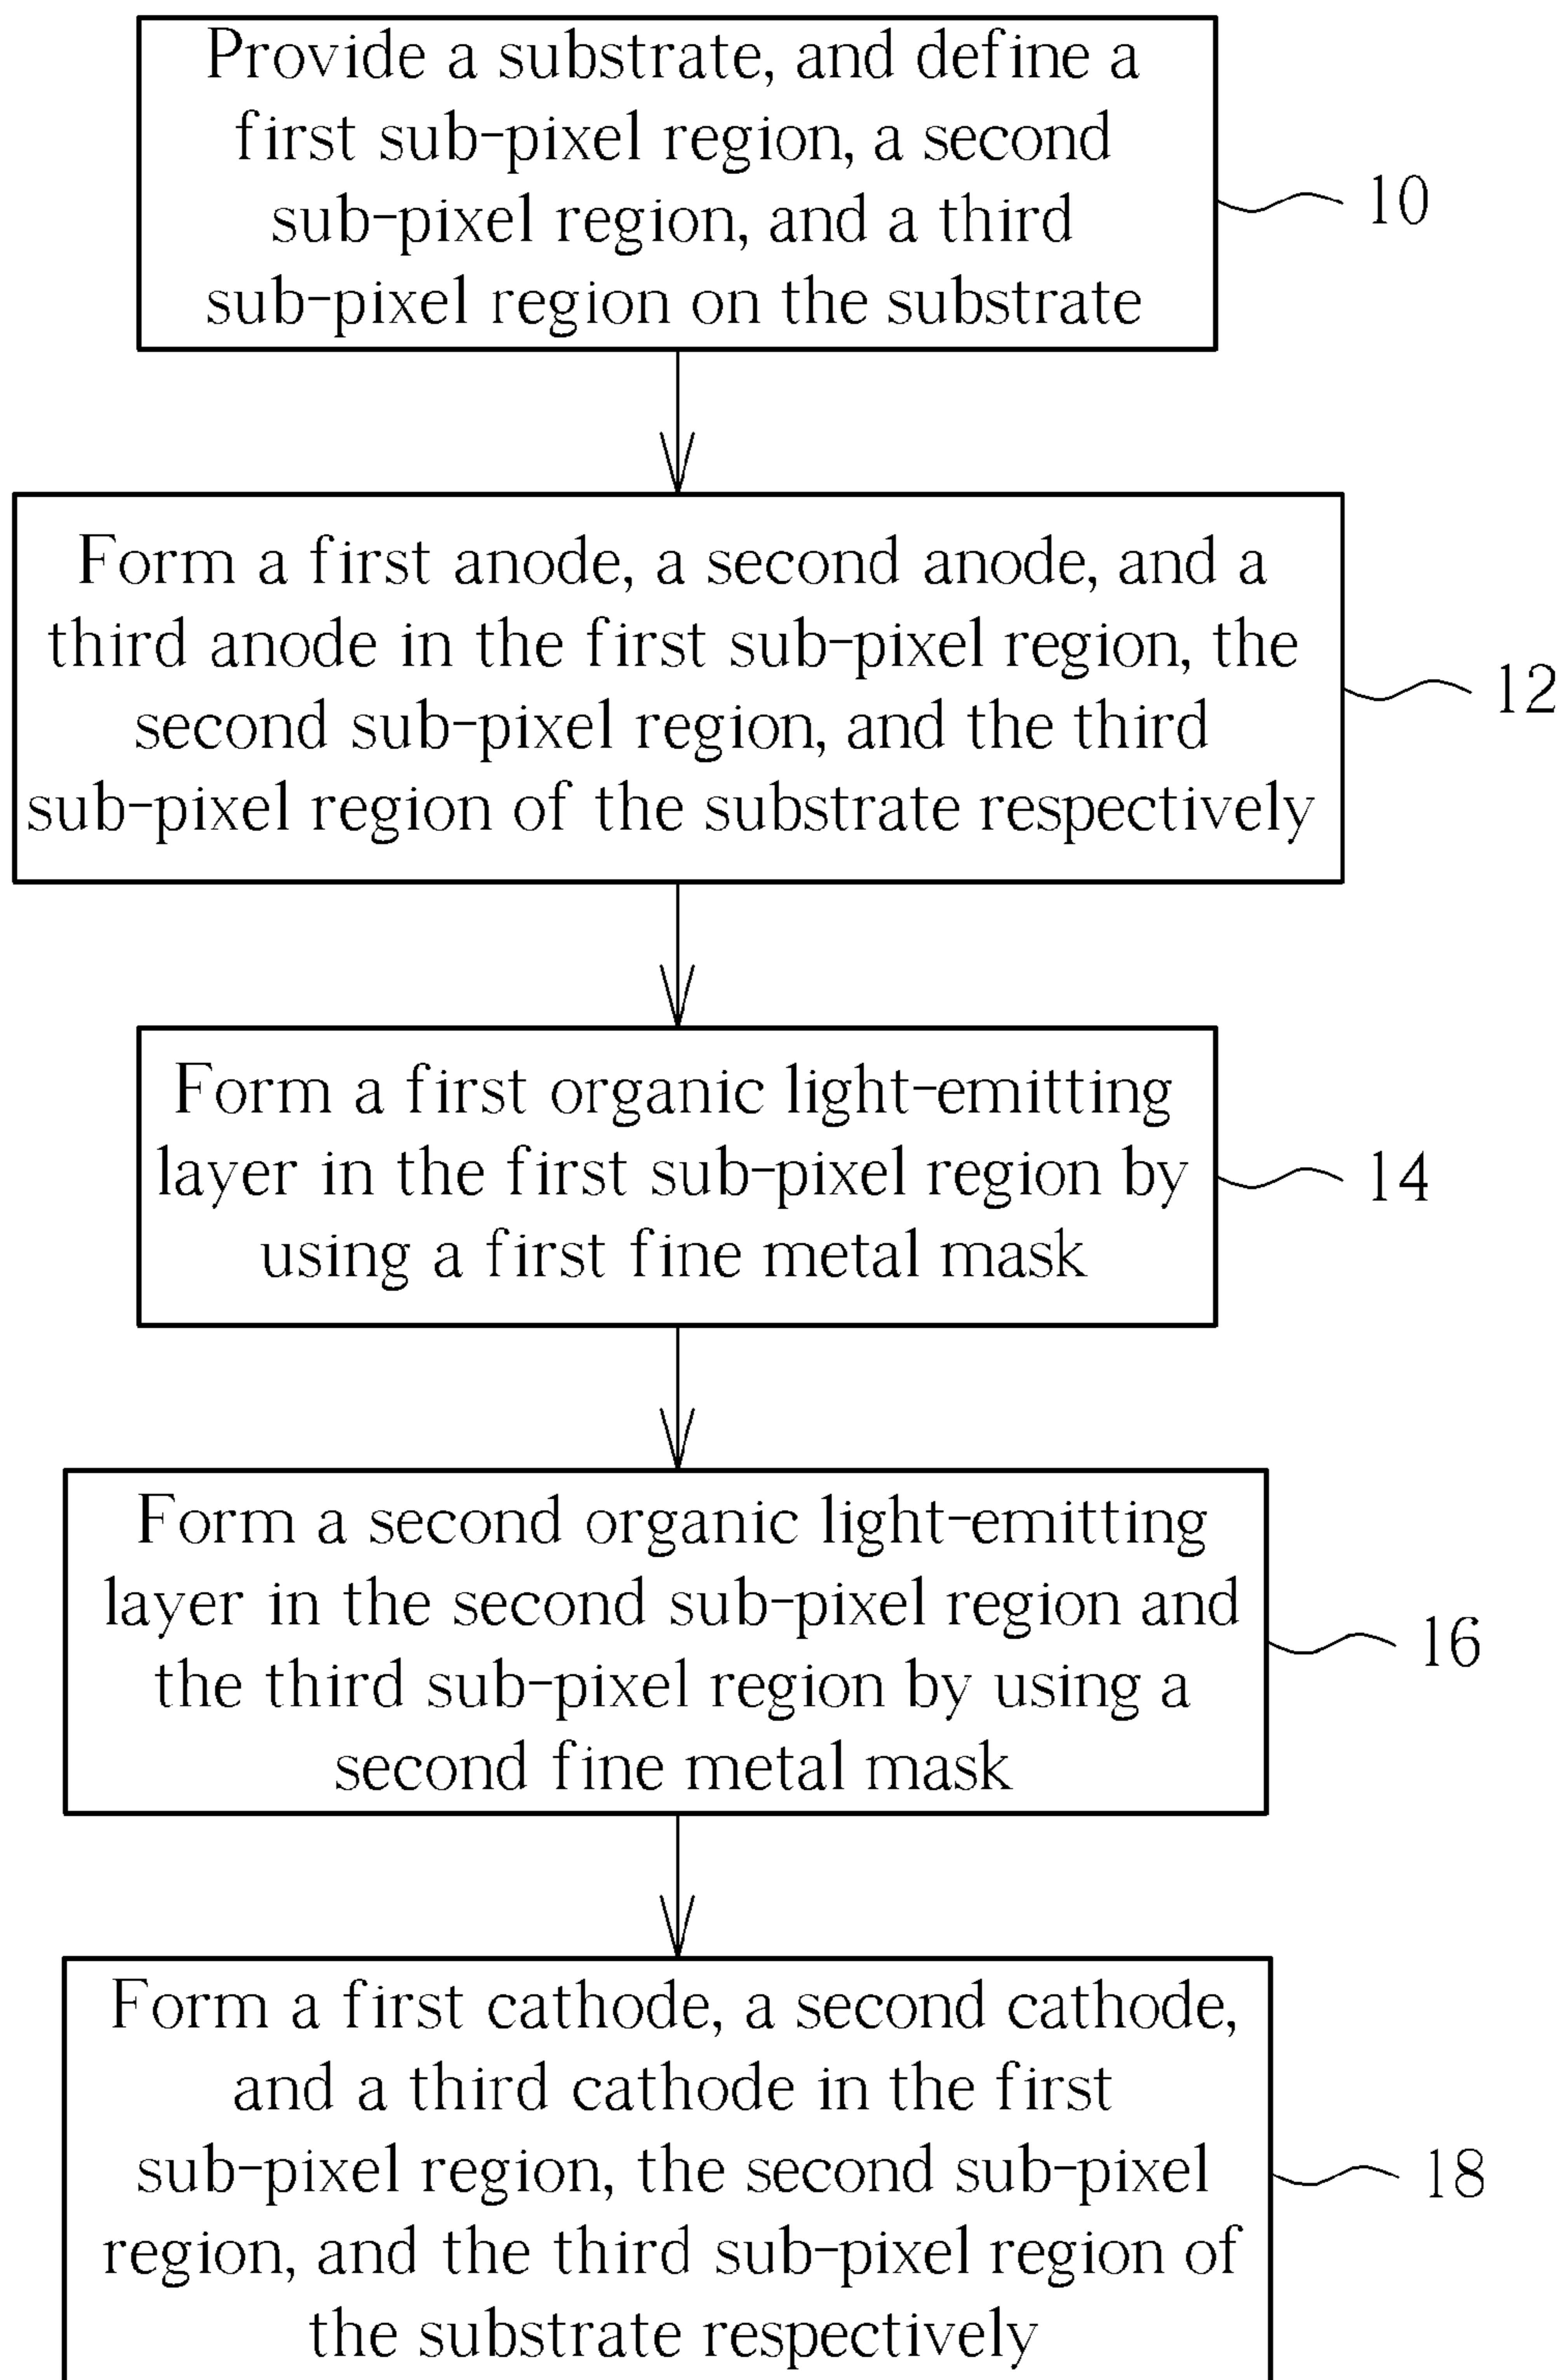 Provide a substrate, and define a
first sub-pixel region, a second
sub-pixel region, and a third
sub-pixel region on the substrate
10
Form a first anode, a second anode, and a
third anode in the first sub-pixel region, the
second sub-pixel region, and the third
sub-pixel region of the substrate respectively
12
Form a first organic light-emitting
layer in the first sub-pixel region by
using a first fine metal mask
14
Form a second organic light-emitting
layer in the second sub-pixel region and
the third sub-pixel region by using a
second fine metal mask
16
Form a first cathode, a second cathode,
and a third cathode in the first
sub-pixel region, the second sub-pixel
region, and the third sub-pixel region of
the substrate respectively
18